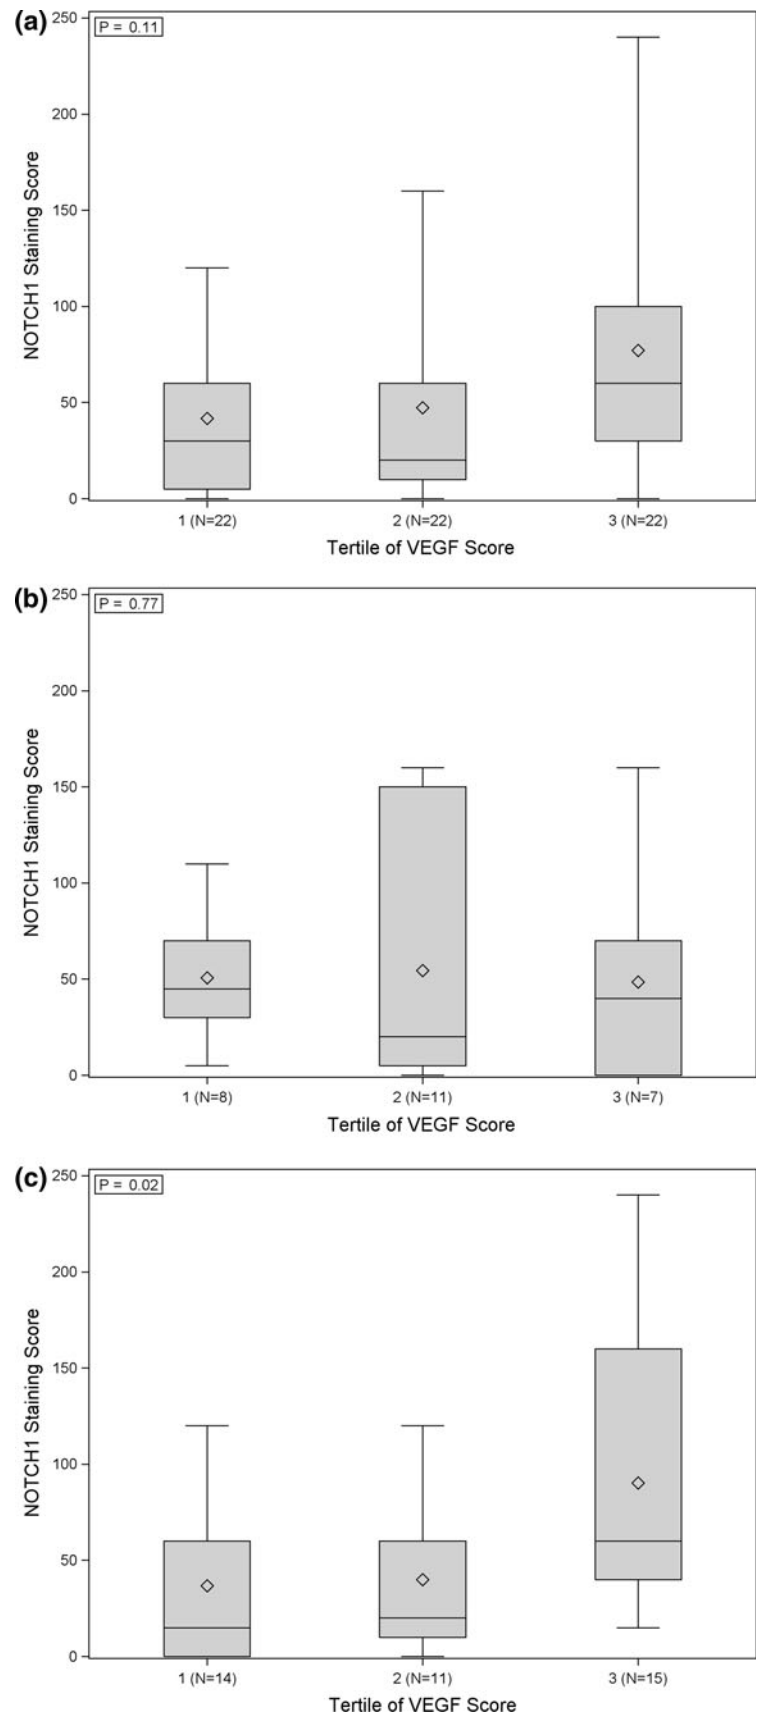 (a)
P = 0.11
250
200
150
100
50
0
NOTCH1 Staining Score
1 (N=22) 2 (N=22) 3 (N=22)
Tertile of VEGF Score
(b)
P = 0.77
250
200
150
100
50
0
NOTCH1 Staining Score
1 (N=8) 2 (N=11) 3 (N=7)
Tertile of VEGF Score
(c)
P = 0.02
250
200
150
100
50
0
NOTCH1 Staining Score
1 (N=14) 2 (N=11) 3 (N=15)
Tertile of VEGF Score